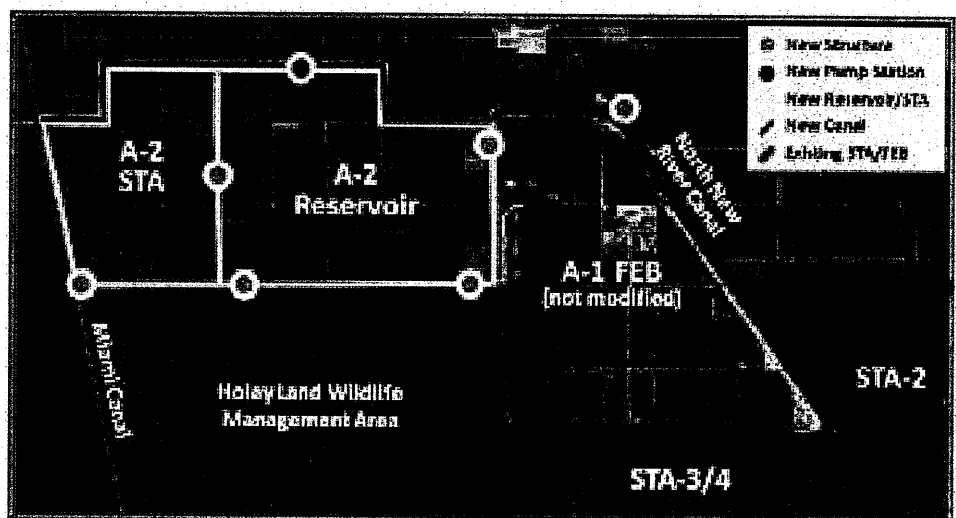 New Structure
New Pump Station
New Reservoir/STA
New Canal
Existing STA/FEB
A-2
STA
A-2
Reservoir
North New
River Canal
A-1 FEB
(not modified)
Miami Canal
STA-2
Holey Land Wildlife
Management Area
STA-3/4